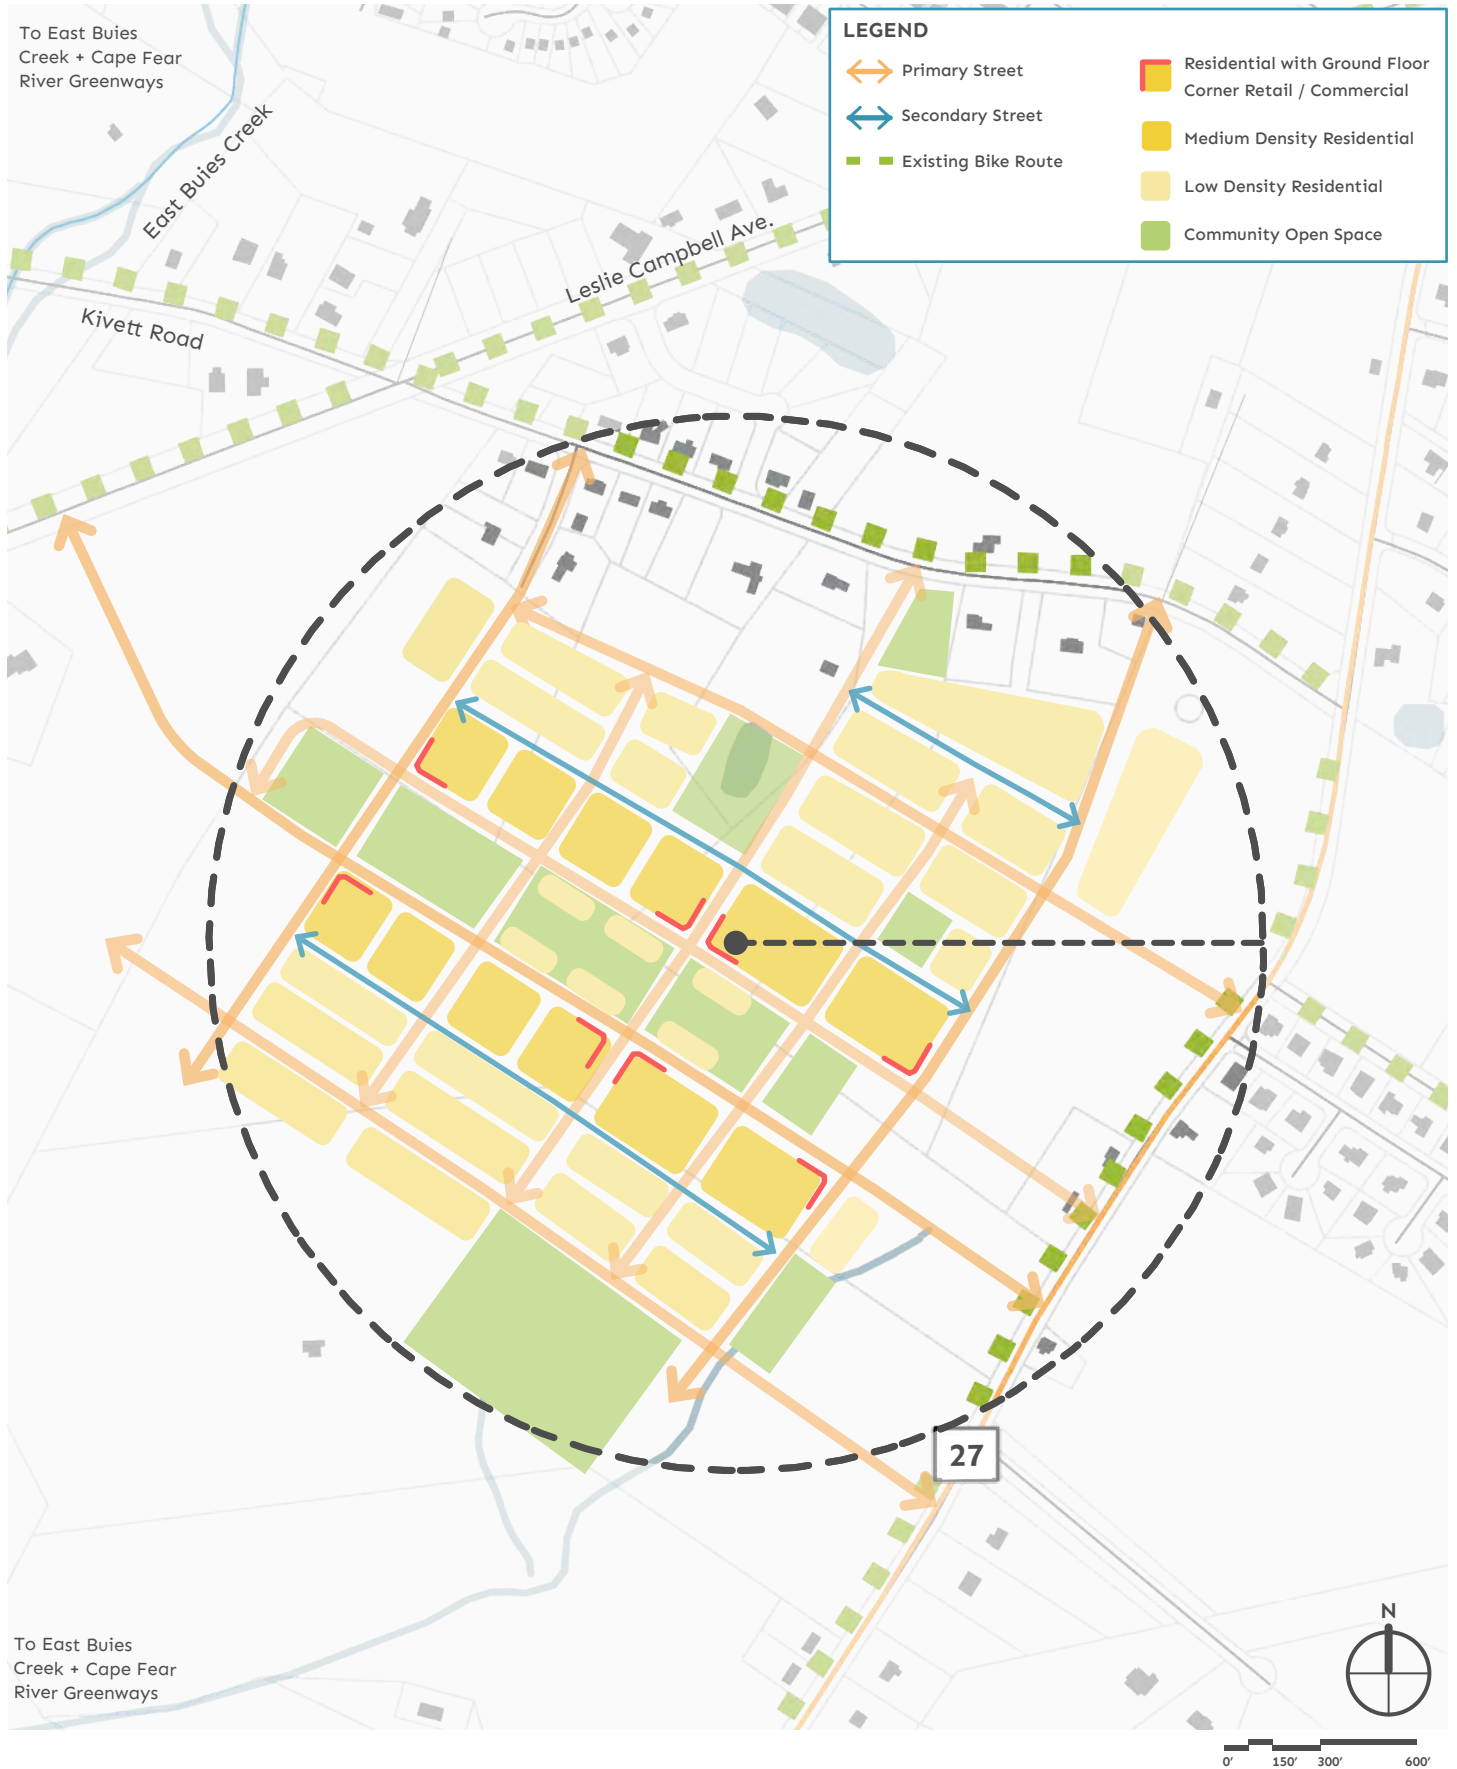 To East Buies
Creek + Cape Fear
River Greenways
East Buies Creek
Kivett Road
Leslie Campbell Ave.
LEGEND
Primary Street
Secondary Street
Existing Bike Route
Residential with Ground Floor
Corner Retail / Commercial
Medium Density Residential
Low Density Residential
Community Open Space
27
To East Buies
Creek + Cape Fear
River Greenways
N
0' 150' 300' 600'